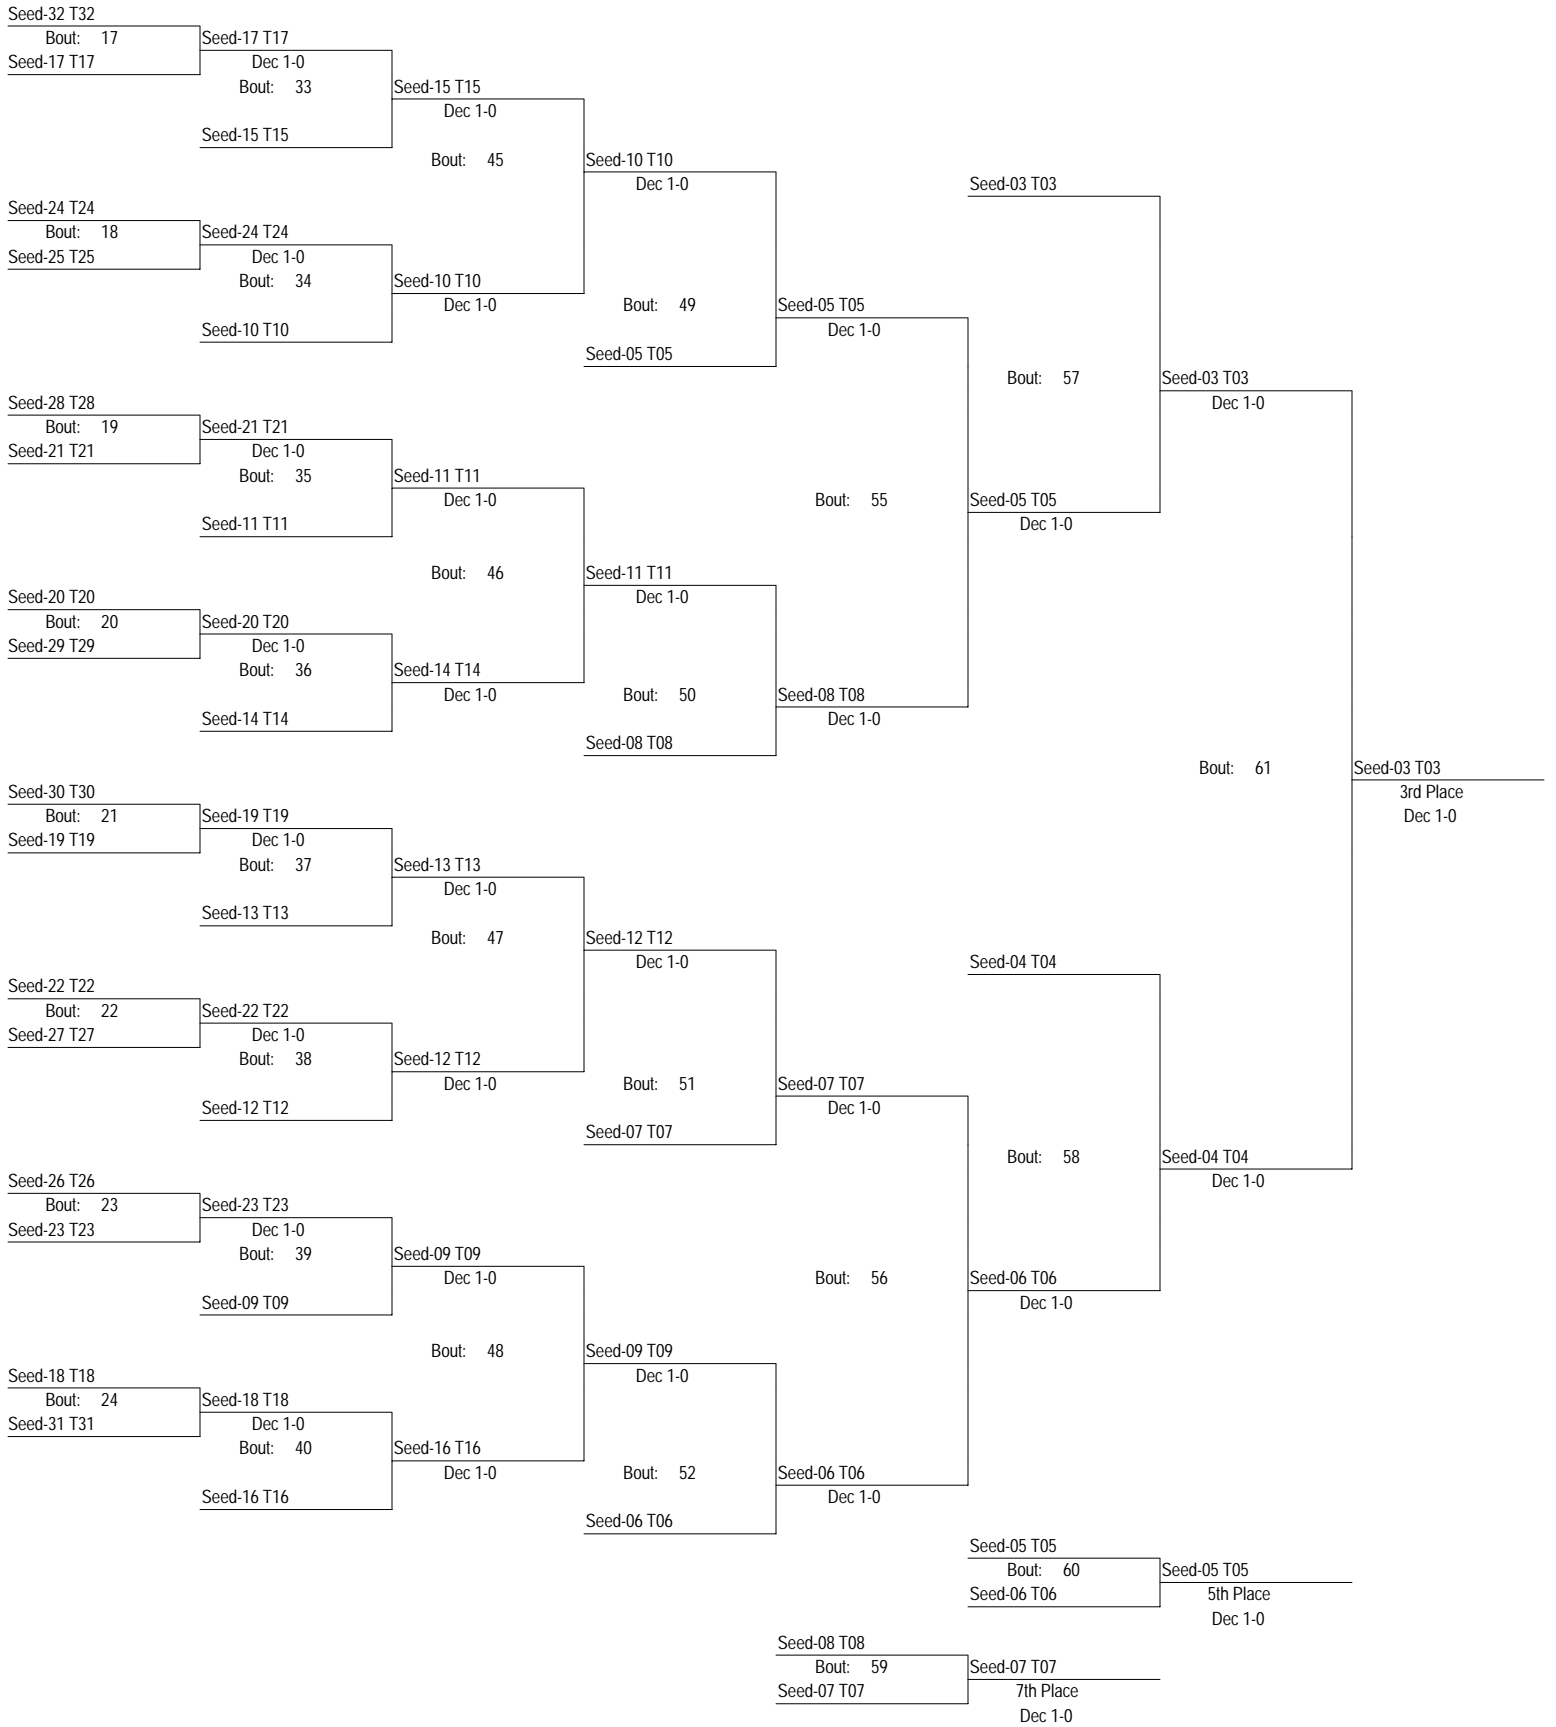 Seed-32 T32
Bout: 17
Seed-17 T17
Seed-17 T17
Dec 1-0
Bout: 33
Seed-15 T15
Seed-15 T15
Dec 1-0
Bout: 45
Seed-24 T24
Bout: 18
Seed-25 T25
Seed-24 T24
Dec 1-0
Bout: 34
Seed-10 T10
Seed-10 T10
Dec 1-0
Seed-10 T10
Dec 1-0
Bout: 49
Seed-05 T05
Seed-05 T05
Dec 1-0
Seed-28 T28
Bout: 19
Seed-21 T21
Seed-21 T21
Dec 1-0
Bout: 35
Seed-11 T11
Seed-11 T11
Dec 1-0
Bout: 46
Seed-20 T20
Bout: 20
Seed-29 T29
Seed-20 T20
Dec 1-0
Bout: 36
Seed-14 T14
Seed-14 T14
Dec 1-0
Seed-11 T11
Dec 1-0
Bout: 50
Seed-08 T08
Seed-08 T08
Dec 1-0
Bout: 55
Seed-03 T03
Bout: 57
Seed-05 T05
Dec 1-0
Seed-03 T03
Dec 1-0
Seed-30 T30
Bout: 21
Seed-19 T19
Seed-19 T19
Dec 1-0
Bout: 37
Seed-13 T13
Seed-13 T13
Dec 1-0
Bout: 47
Seed-22 T22
Bout: 22
Seed-27 T27
Seed-22 T22
Dec 1-0
Bout: 38
Seed-12 T12
Seed-12 T12
Dec 1-0
Seed-12 T12
Dec 1-0
Bout: 51
Seed-07 T07
Seed-07 T07
Dec 1-0
Seed-26 T26
Bout: 23
Seed-23 T23
Seed-23 T23
Dec 1-0
Bout: 39
Seed-09 T09
Seed-09 T09
Dec 1-0
Bout: 48
Seed-18 T18
Bout: 24
Seed-31 T31
Seed-18 T18
Dec 1-0
Bout: 40
Seed-16 T16
Seed-16 T16
Dec 1-0
Seed-09 T09
Dec 1-0
Bout: 52
Seed-06 T06
Seed-06 T06
Dec 1-0
Bout: 56
Seed-04 T04
Bout: 58
Seed-06 T06
Dec 1-0
Seed-04 T04
Dec 1-0
Bout: 61
Seed-03 T03
3rd Place
Dec 1-0
Seed-05 T05
Bout: 60
Seed-06 T06
Seed-05 T05
5th Place
Dec 1-0
Seed-08 T08
Bout: 59
Seed-07 T07
Seed-07 T07
7th Place
Dec 1-0